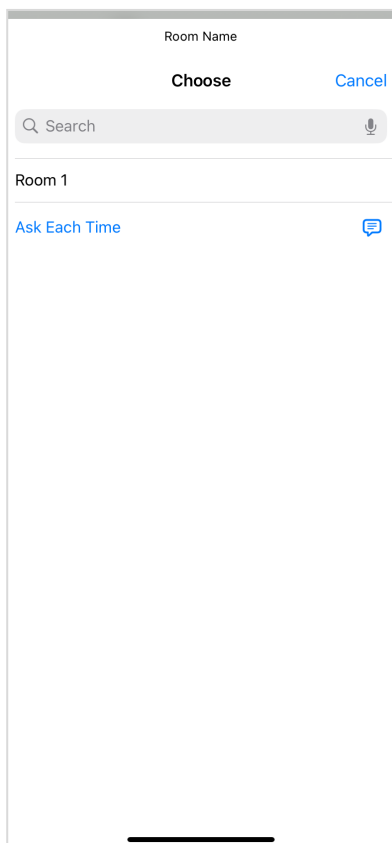 Room Name
Choose
Cancel
Search
Room 1
Ask Each Time